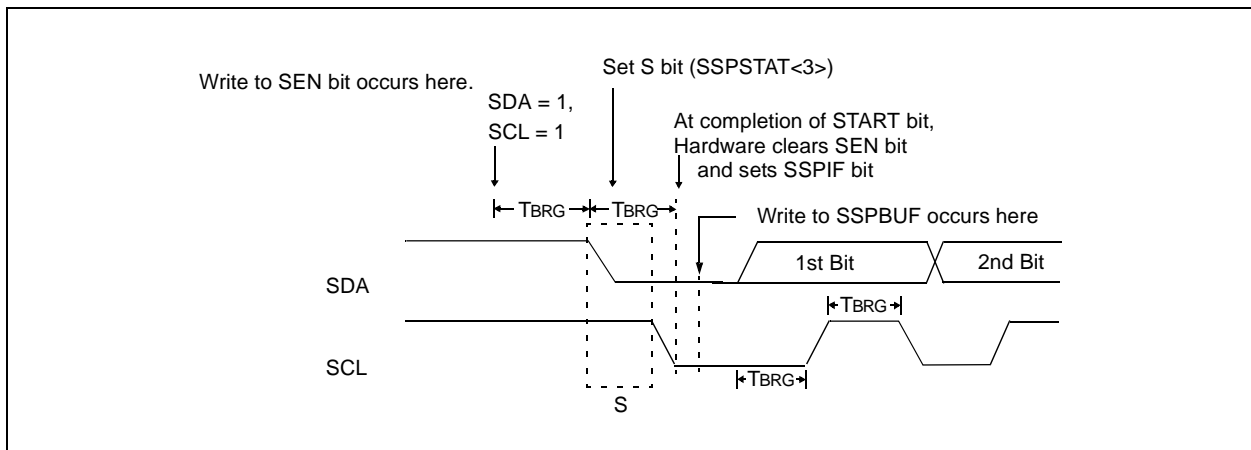 Set S bit (SSPSTAT<3>)
Write to SEN bit occurs here.
SDA = 1,
SCL = 1
At completion of START bit,
Hardware clears SEN bit
and sets SSPIF bit
TBRG
TBRG
Write to SSPBUF occurs here
SDA
1st Bit
2nd Bit
TBRG
SCL
TBRG
S